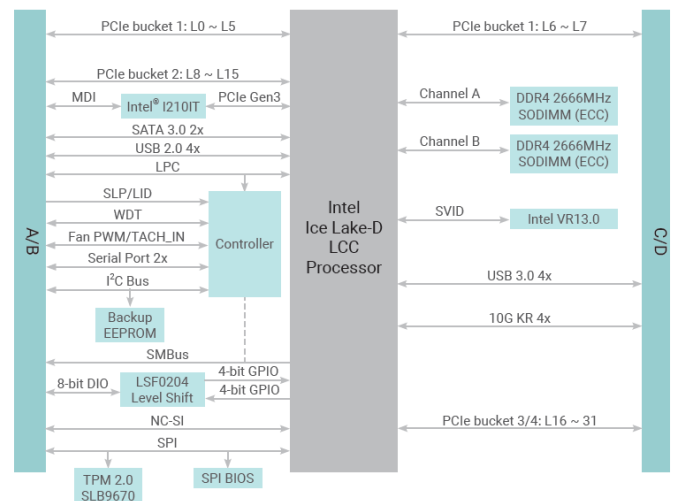 PCIe bucket 1: L0 ~ L5
PCIe bucket 2: L8 ~ L15
MDI
Intel® I210IT
PCIe Gen3
SATA 3.0 2x
USB 2.0 4x
LPC
SLP/LID
WDT
Fan PWM/TACH_IN
Serial Port 2x
I²C Bus
Controller
Backup
EEPROM
SMBus
4-bit GPIO
8-bit DIO
LSF0204
Level Shift
4-bit GPIO
NC-SI
SPI
TPM 2.0
SLB9670
SPI BIOS
A/B
Intel
Ice Lake-D
LCC
Processor
PCIe bucket 1: L6 ~ L7
Channel A
DDR4 2666MHz
SODIMM (ECC)
Channel B
DDR4 2666MHz
SODIMM (ECC)
SVID
Intel VR13.0
USB 3.0 4x
10G KR 4x
PCIe bucket 3/4: L16 ~ 31
C/D